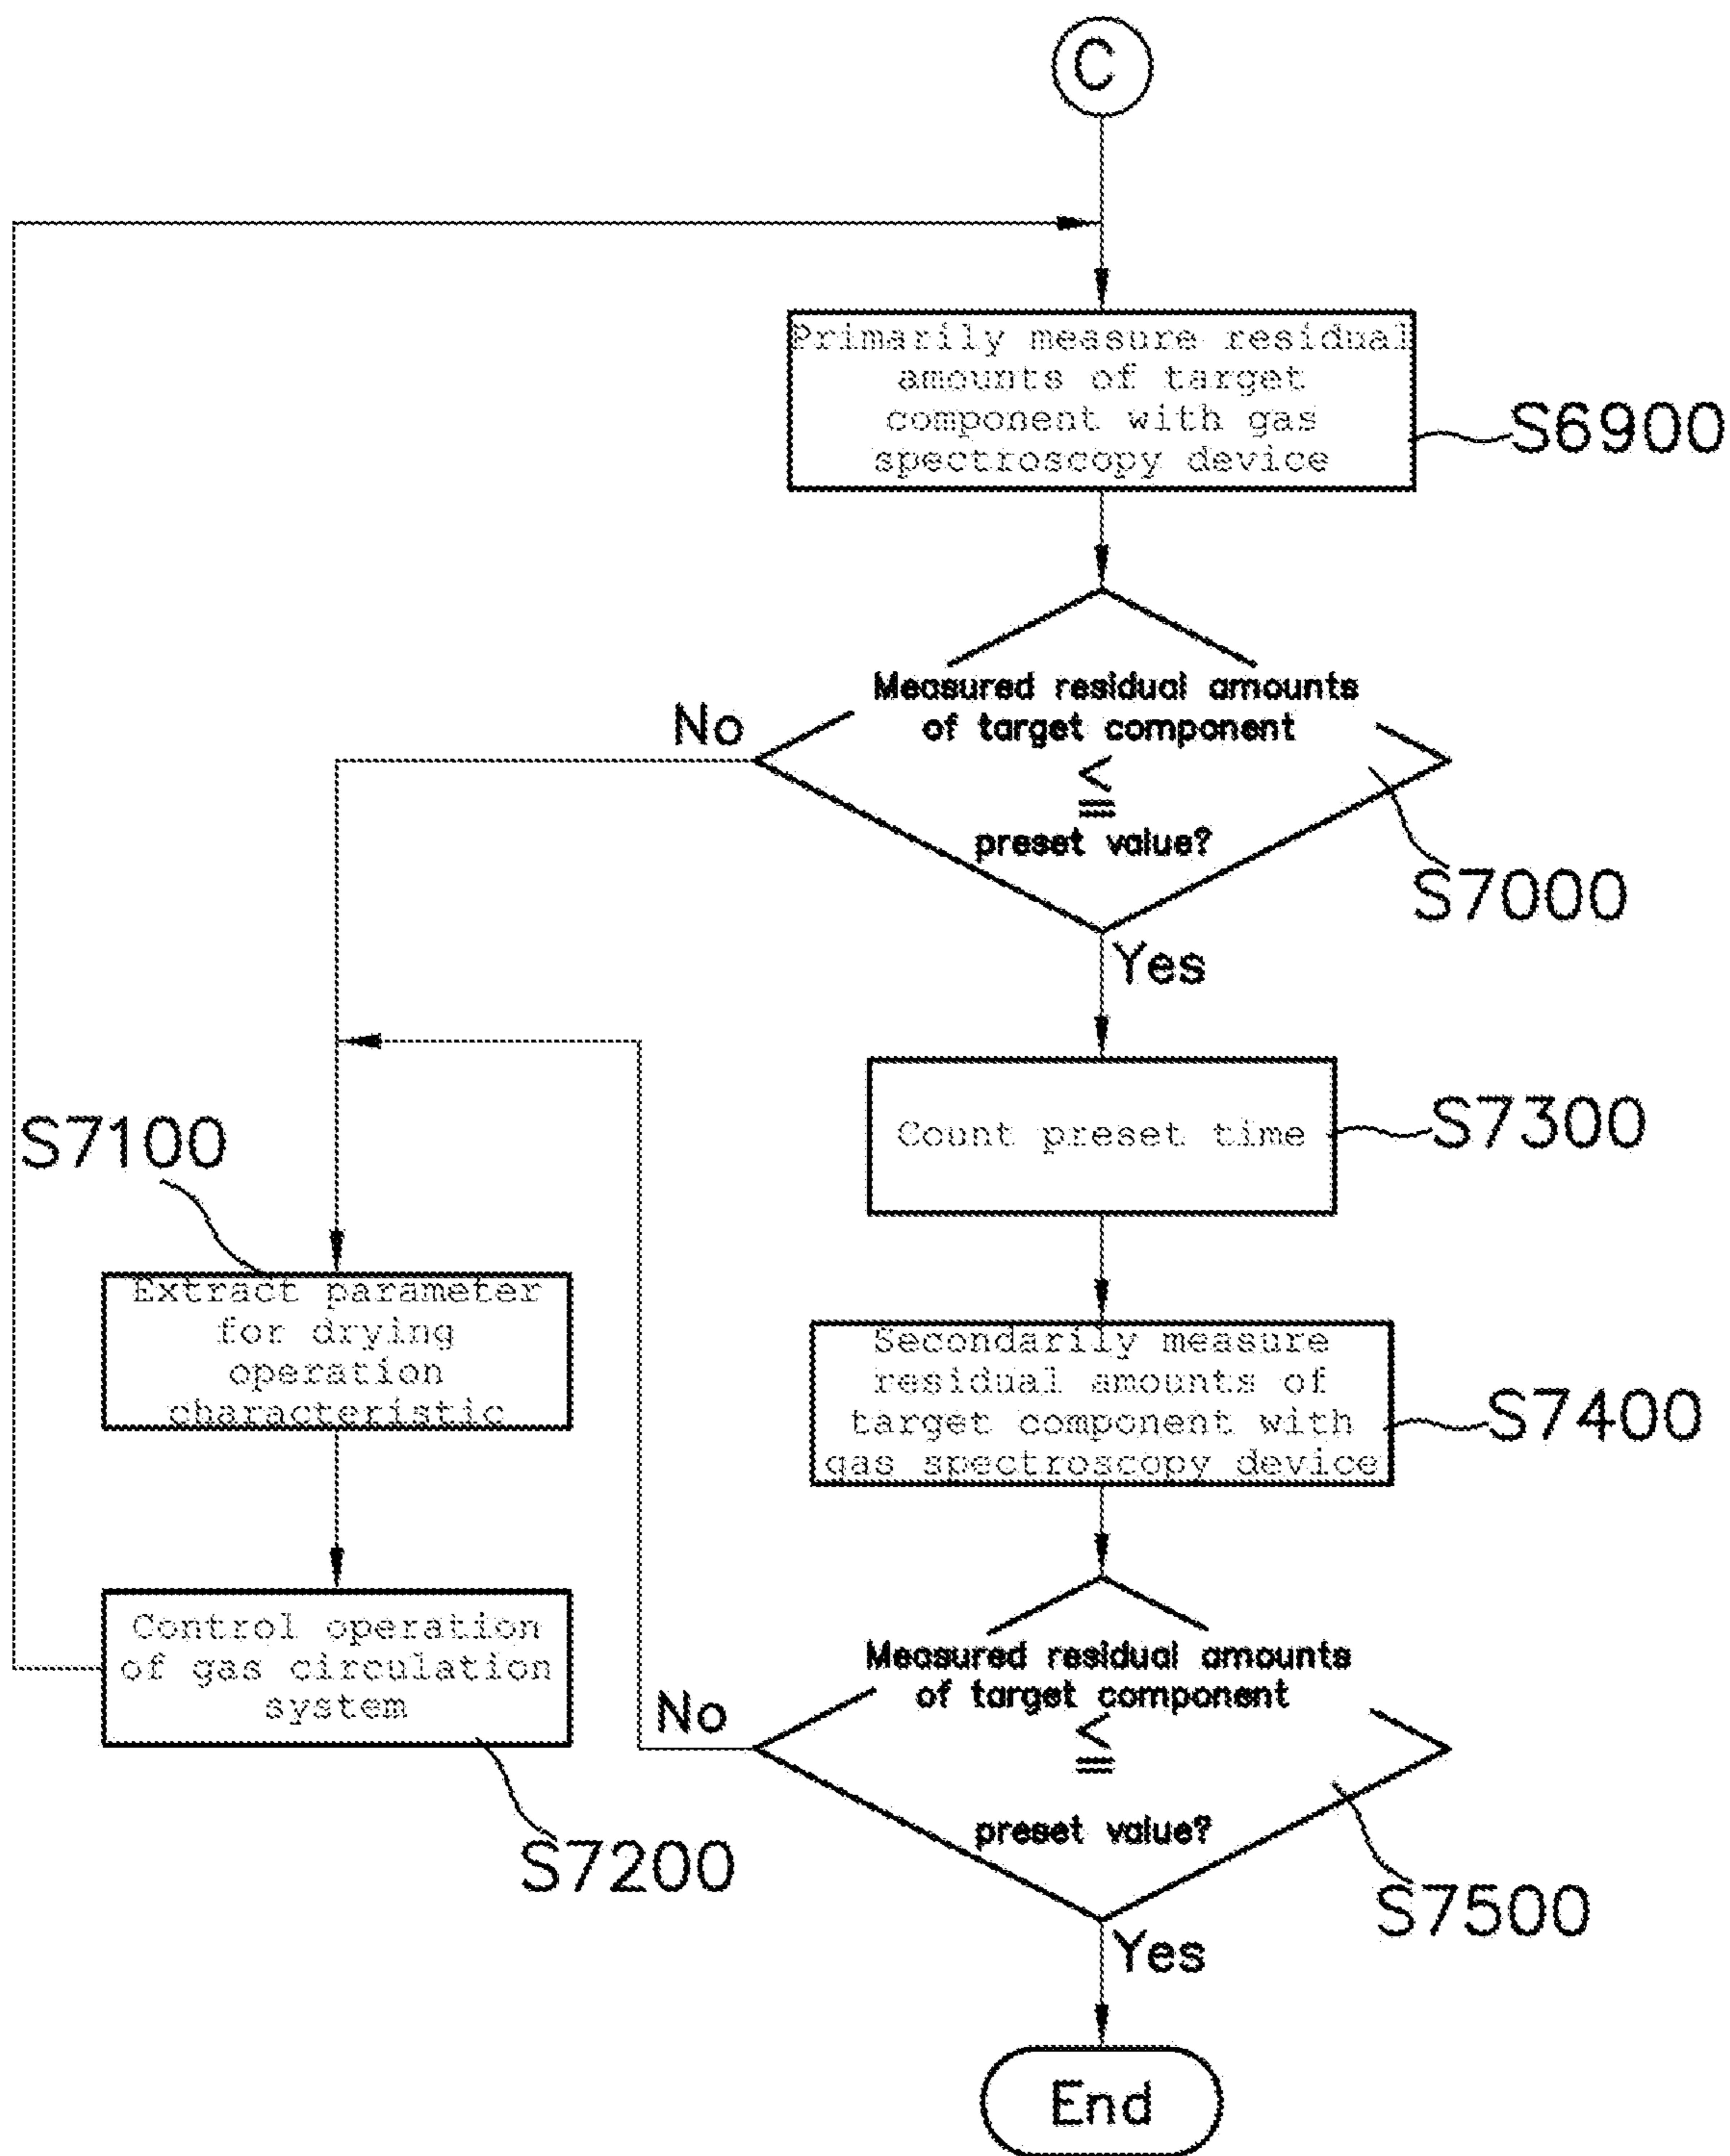 C
Primarily measure residual
amounts of target
component with gas
spectroscopy device
S6900
Measured residual amounts
of target component
≦
preset value?
No
S7000
Yes
Count preset time
S7300
S7100
Extract parameter
for drying
operation
characteristic
Secondarily measure
residual amounts of
target component with
gas spectroscopy device
S7400
Control operation
of gas circulation
system
S7200
Measured residual amounts
of target component
≦
preset value?
No
S7500
Yes
End